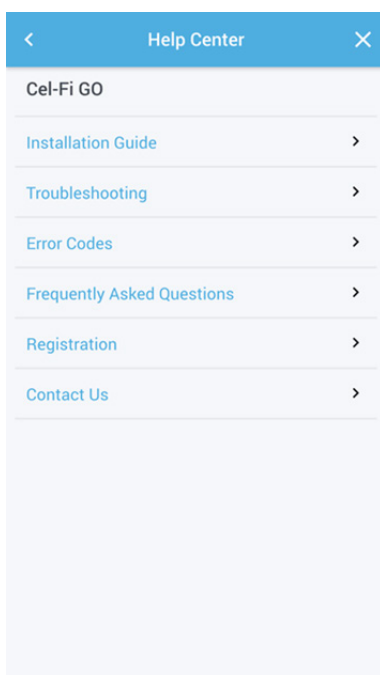 Help Center
Cel-Fi GO
Installation Guide
Troubleshooting
Error Codes
Frequently Asked Questions
Registration
Contact Us